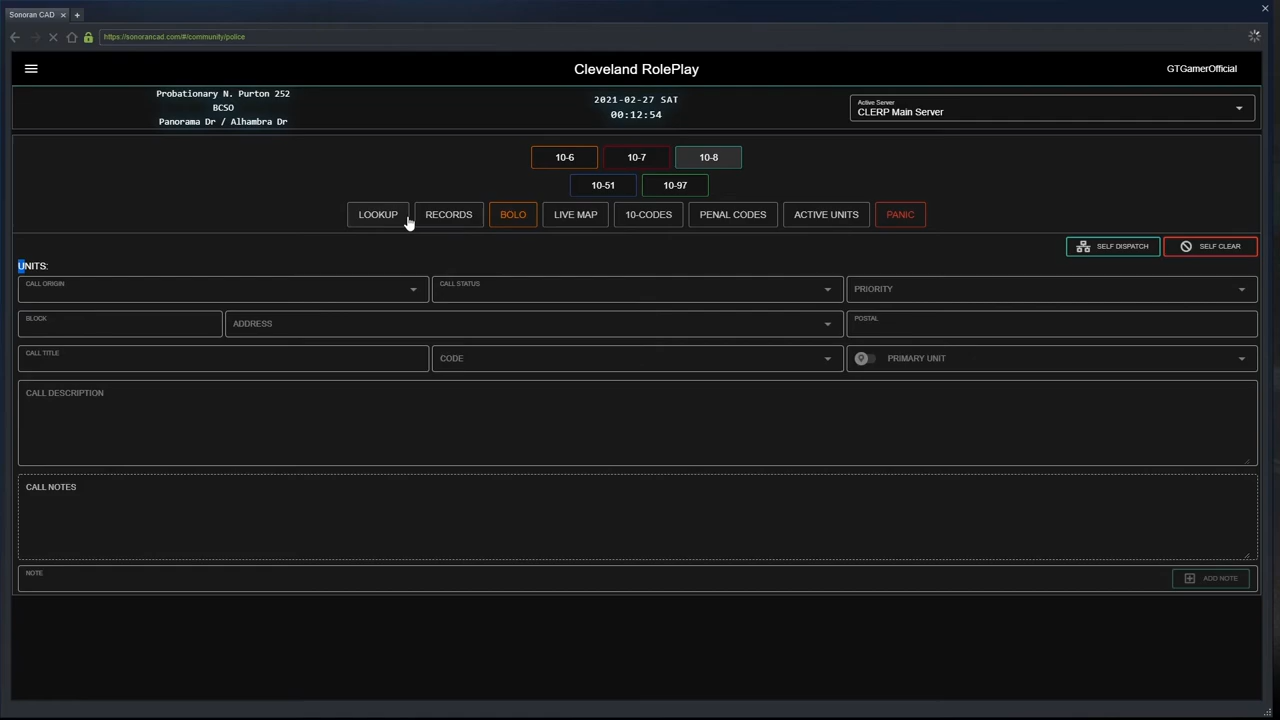 Sonoran CAD
https://sonorancad.com/#/community/police
Cleveland RolePlay
GTGamerOfficial
Probationary N. Purton 252
BCSO
Panorama Dr / Alhambra Dr
2021-02-27 SAT
00:12:54
Active Server
CLERP Main Server
10-6 10-7 10-8
10-51 10-97
LOOKUP RECORDS BOLO LIVE MAP 10-CODES PENAL CODES ACTIVE UNITS PANIC
SELF DISPATCH SELF CLEAR
UNITS:
CALL ORIGIN CALL STATUS PRIORITY
BLOCK ADDRESS POSTAL
CALL TITLE CODE PRIMARY UNIT
CALL DESCRIPTION
CALL NOTES
NOTE ADD NOTE